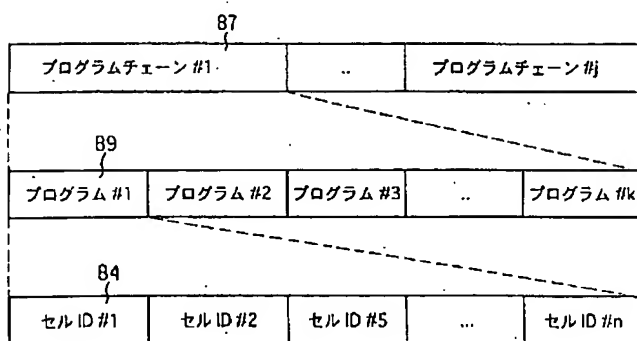 87
プログラムチェーン #1 .. プログラムチェーン #j
89
プログラム #1 プログラム #2 プログラム #3 .. プログラム #k
84
セル ID #1 セル ID #2 セル ID #5 ... セル ID #n